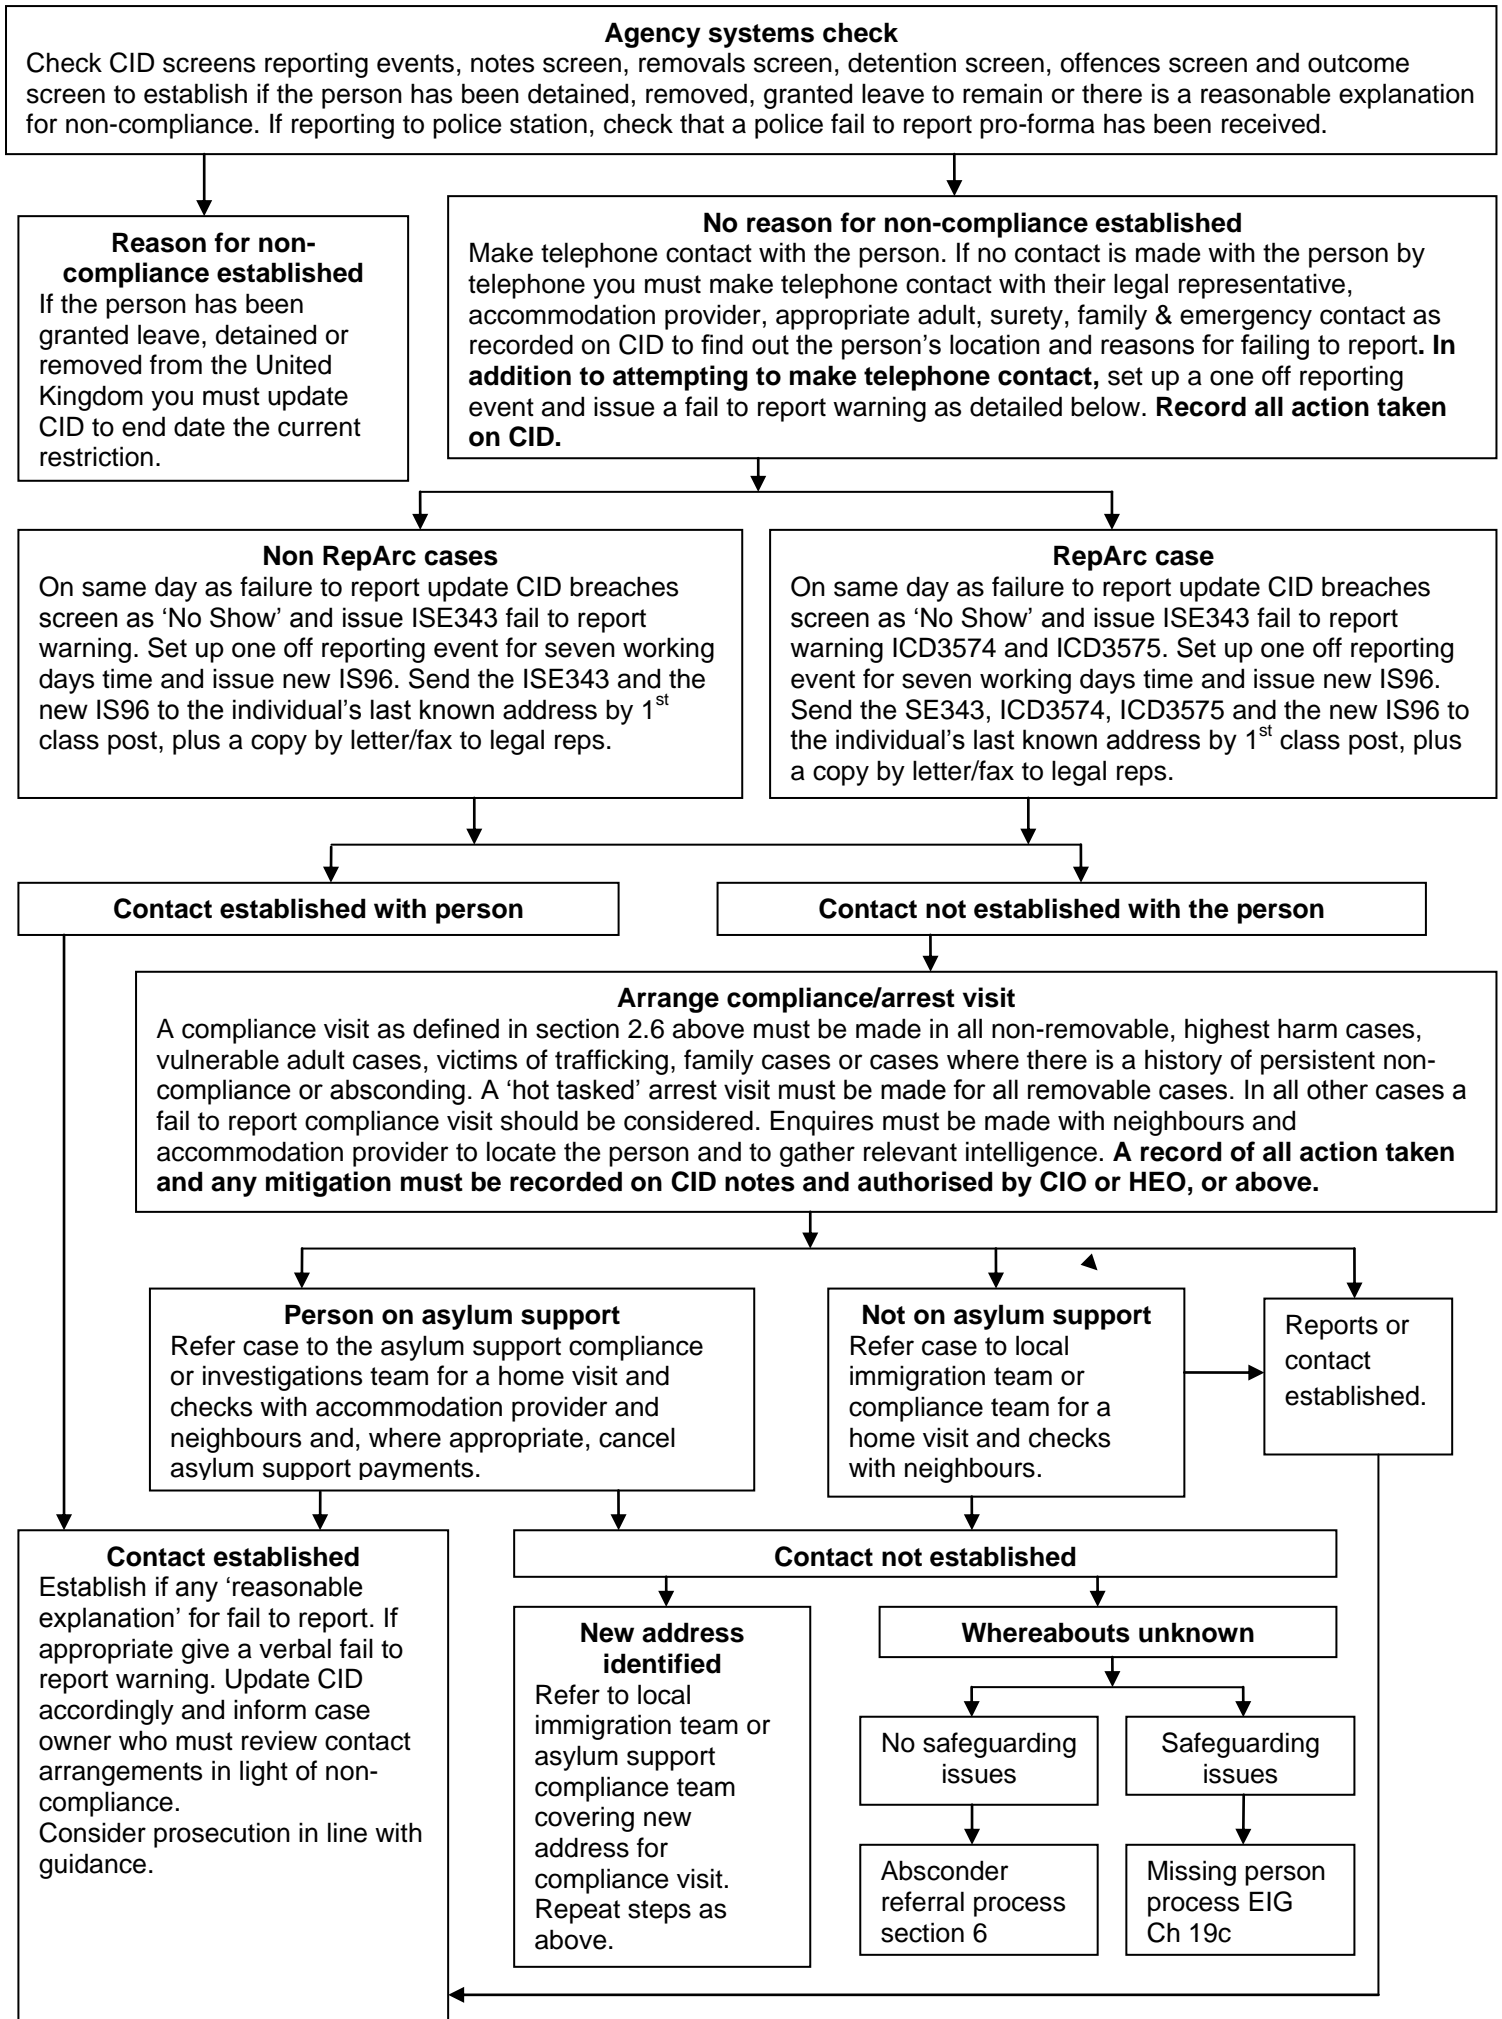 Agency systems check
Check CID screens reporting events, notes screen, removals screen, detention screen, offences screen and outcome
screen to establish if the person has been detained, removed, granted leave to remain or there is a reasonable explanation
for non-compliance. If reporting to police station, check that a police fail to report pro-forma has been received.
Reason for non-
compliance established
If the person has been
granted leave, detained or
removed from the United
Kingdom you must update
CID to end date the current
restriction.
No reason for non-compliance established
Make telephone contact with the person. If no contact is made with the person by
telephone you must make telephone contact with their legal representative,
accommodation provider, appropriate adult, surety, family & emergency contact as
recorded on CID to find out the person's location and reasons for failing to report. In
addition to attempting to make telephone contact, set up a one off reporting
event and issue a fail to report warning as detailed below. Record all action taken
on CID.
Non RepArc cases
On same day as failure to report update CID breaches
screen as 'No Show' and issue ISE343 fail to report
warning. Set up one off reporting event for seven working
days time and issue new IS96. Send the ISE343 and the
new IS96 to the individual's last known address by 1st
class post, plus a copy by letter/fax to legal reps.
RepArc case
On same day as failure to report update CID breaches
screen as 'No Show' and issue ISE343 fail to report
warning ICD3574 and ICD3575. Set up one off reporting
event for seven working days time and issue new IS96.
Send the SE343, ICD3574, ICD3575 and the new IS96 to
the individual's last known address by 1st class post, plus
a copy by letter/fax to legal reps.
Contact established with person
Contact not established with the person
Arrange compliance/arrest visit
A compliance visit as defined in section 2.6 above must be made in all non-removable, highest harm cases,
vulnerable adult cases, victims of trafficking, family cases or cases where there is a history of persistent non-
compliance or absconding. A 'hot tasked' arrest visit must be made for all removable cases. In all other cases a
fail to report compliance visit should be considered. Enquires must be made with neighbours and
accommodation provider to locate the person and to gather relevant intelligence. A record of all action taken
and any mitigation must be recorded on CID notes and authorised by CIO or HEO, or above.
Person on asylum support
Refer case to the asylum support compliance
or investigations team for a home visit and
checks with accommodation provider and
neighbours and, where appropriate, cancel
asylum support payments.
Not on asylum support
Refer case to local
immigration team or
compliance team for a
home visit and checks
with neighbours.
Reports or
contact
established.
Contact established
Establish if any 'reasonable
explanation' for fail to report. If
appropriate give a verbal fail to
report warning. Update CID
accordingly and inform case
owner who must review contact
arrangements in light of non-
compliance.
Consider prosecution in line with
guidance.
Contact not established
New address
identified
Refer to local
immigration team or
asylum support
compliance team
covering new
address for
compliance visit.
Repeat steps as
above.
Whereabouts unknown
No safeguarding
issues
Safeguarding
issues
Absconder
referral process
section 6
Missing person
process EIG
Ch 19c